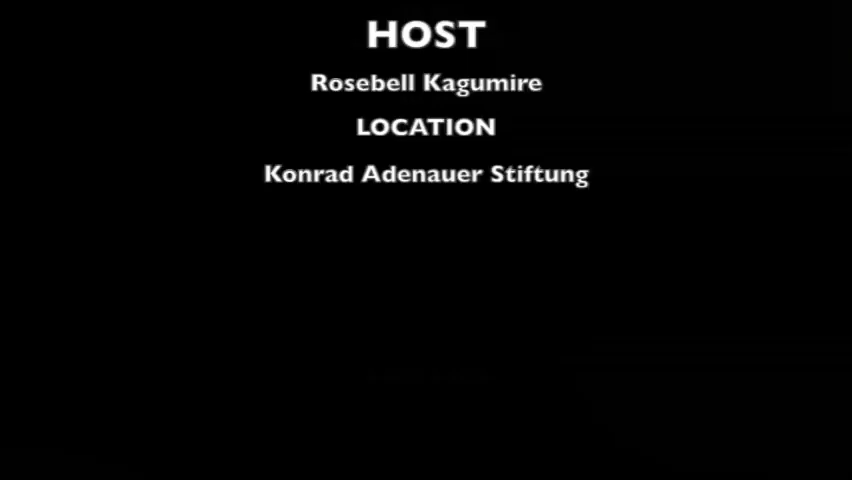 HOST
Rosebell Kagumire
LOCATION
Konrad Adenauer Stiftung